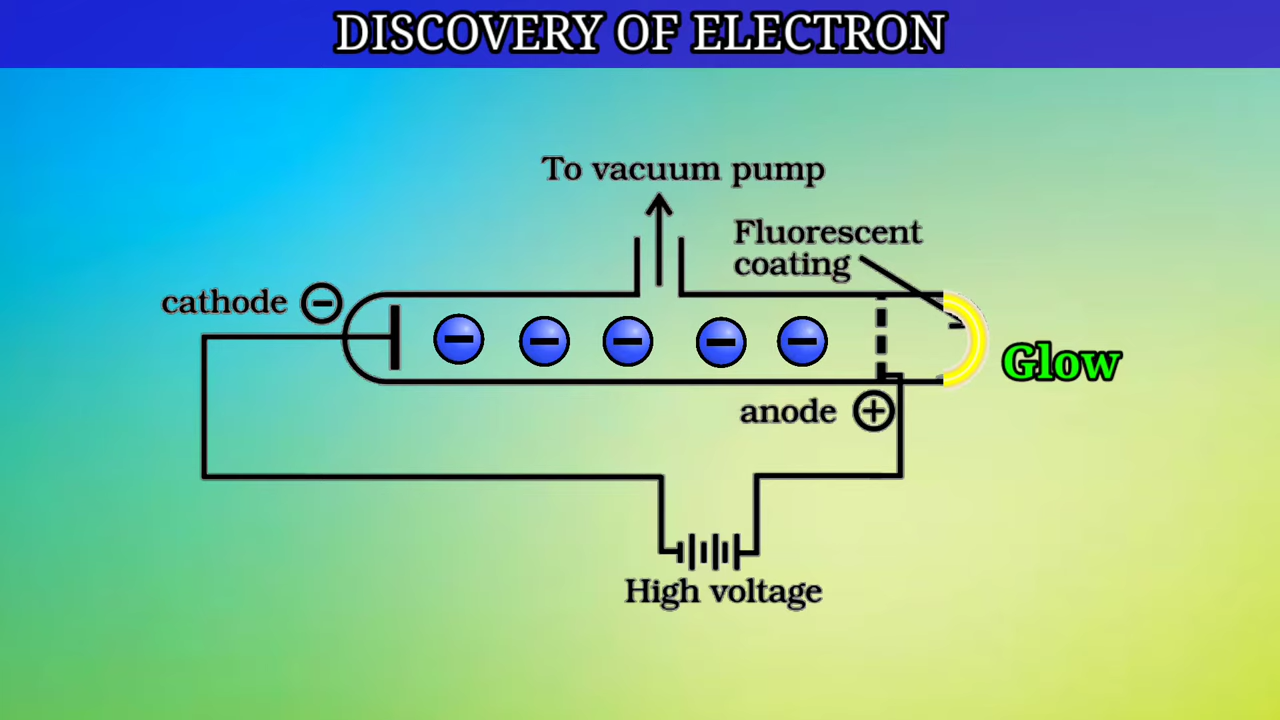 DISCOVERY OF ELECTRON
To vacuum pump
Fluorescent
coating
cathode
Glow
anode
High voltage